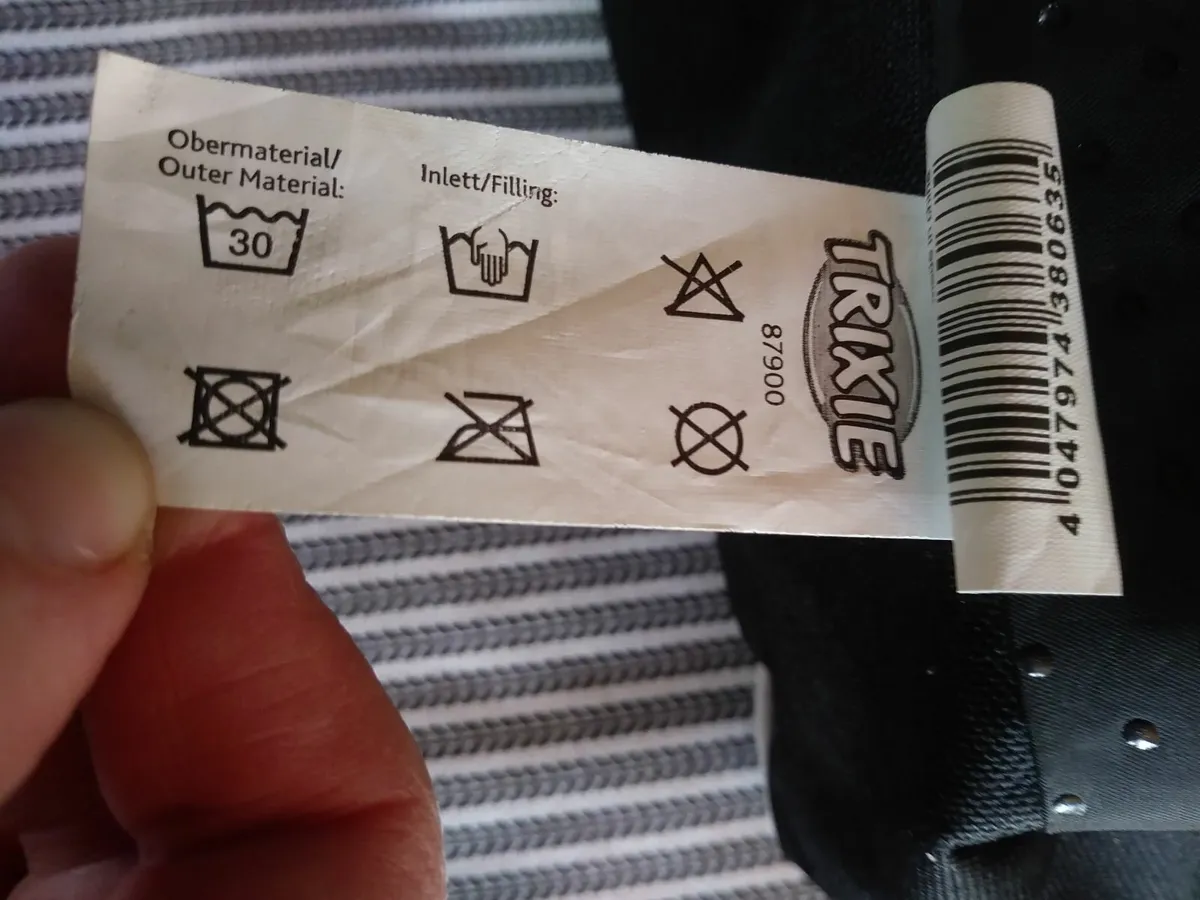 Obermaterial/
Outer Material:
30
Inlett/Filling:
87900
TRIXIE
4 047974 380635